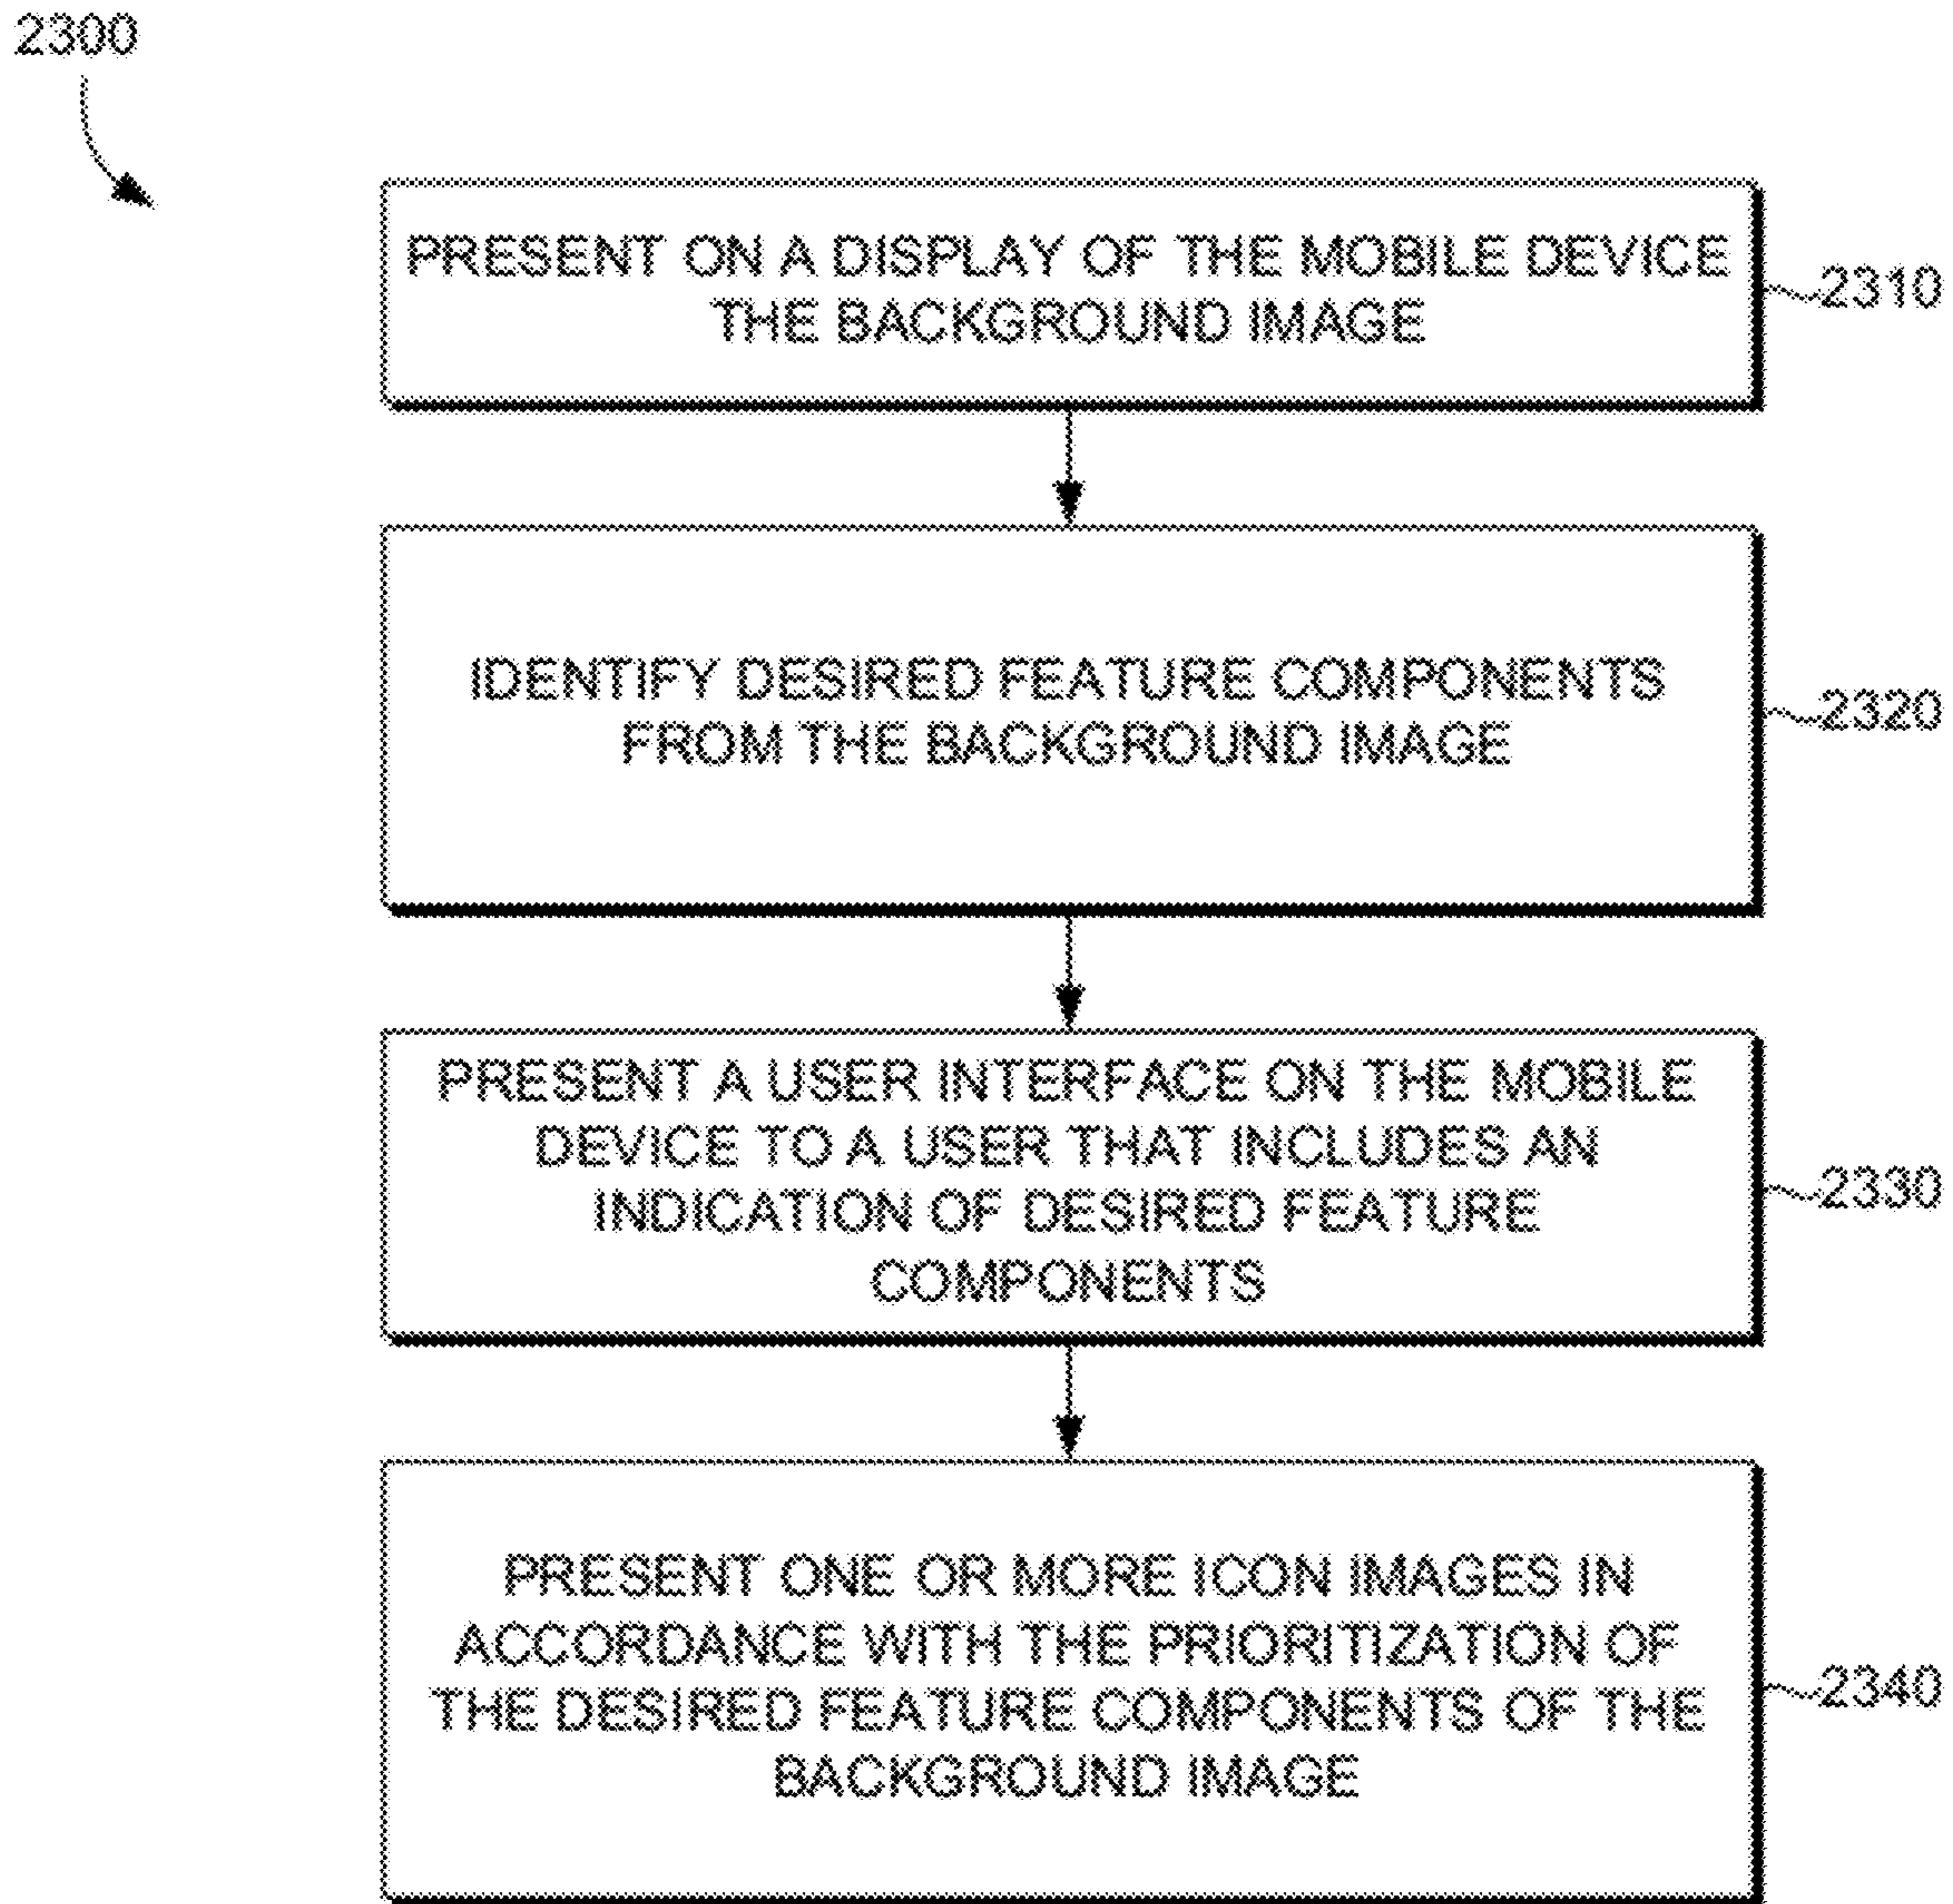 2300
PRESENT ON A DISPLAY OF THE MOBILE DEVICE
THE BACKGROUND IMAGE
2310
IDENTIFY DESIRED FEATURE COMPONENTS
FROM THE BACKGROUND IMAGE
2320
PRESENT A USER INTERFACE ON THE MOBILE
DEVICE TO A USER THAT INCLUDES AN
INDICATION OF DESIRED FEATURE
COMPONENTS
2330
PRESENT ONE OR MORE ICON IMAGES IN
ACCORDANCE WITH THE PRIORITIZATION OF
THE DESIRED FEATURE COMPONENTS OF THE
BACKGROUND IMAGE
2340